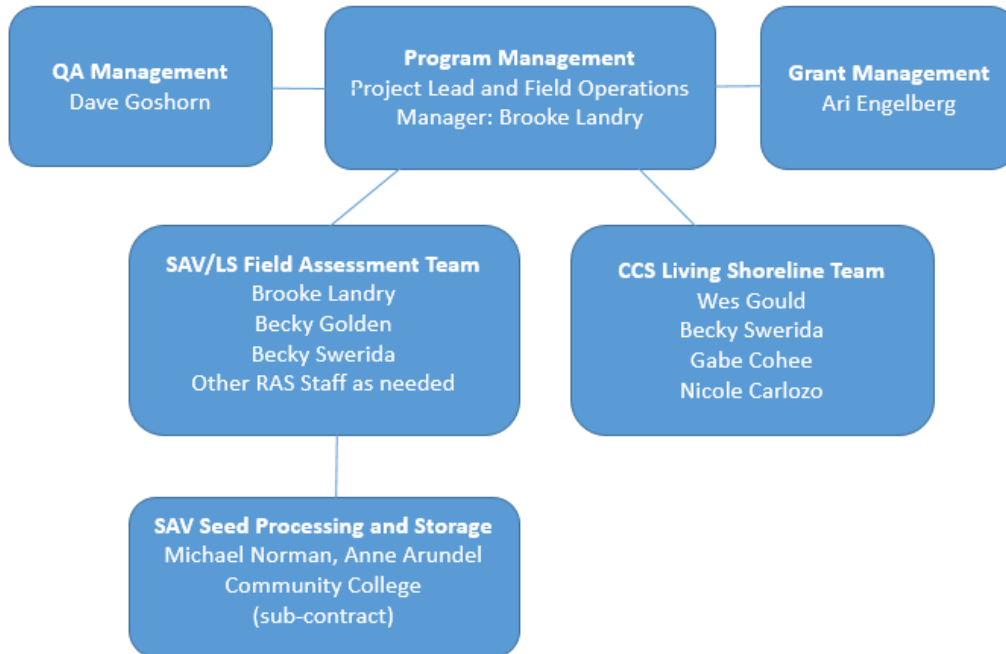 QA Management
Dave Goshorn
Program Management
Project Lead and Field Operations
Manager: Brooke Landry
Grant Management
Ari Engelberg
SAV/LS Field Assessment Team
Brooke Landry
Becky Golden
Becky Swerida
Other RAS Staff as needed
CCS Living Shoreline Team
Wes Gould
Becky Swerida
Gabe Cohee
Nicole Carlozo
SAV Seed Processing and Storage
Michael Norman, Anne Arundel
Community College
(sub-contract)